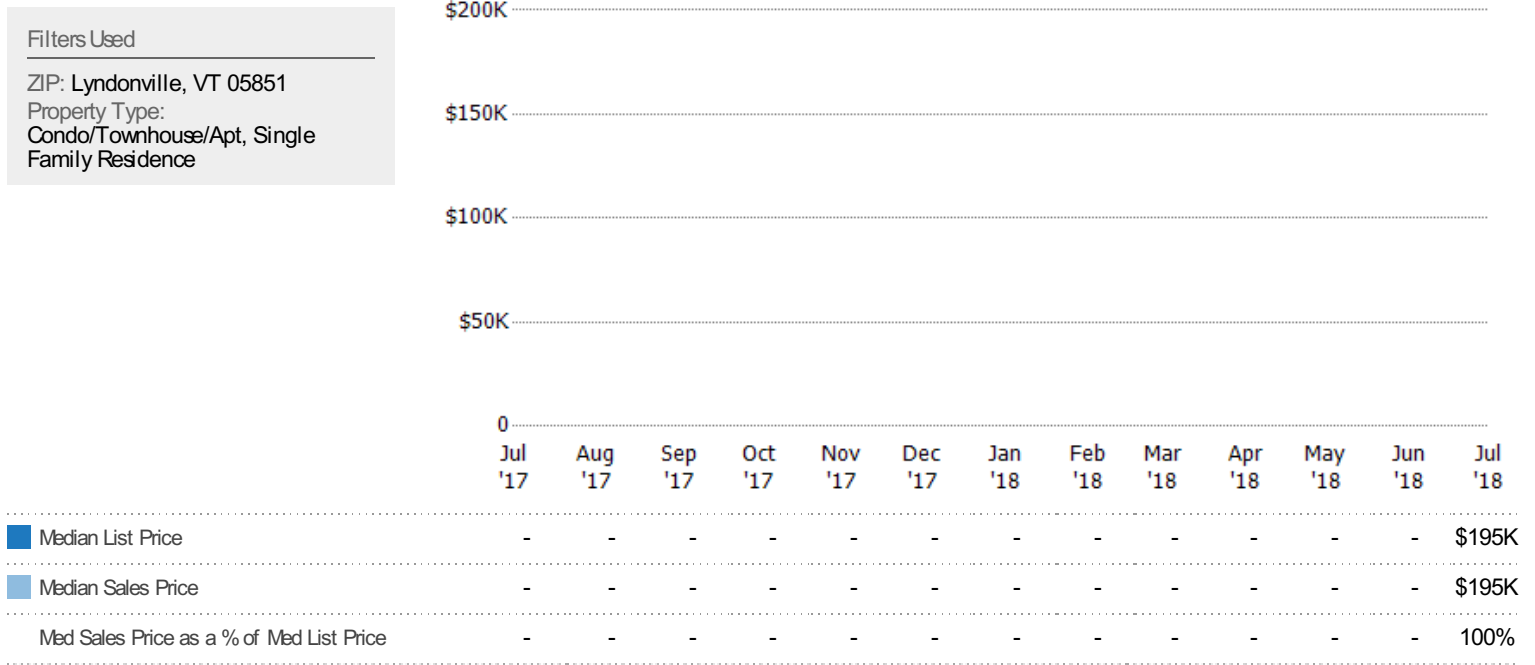 Filters Used
ZIP: Lyndonville, VT 05851
Property Type:
Condo/Townhouse/Apt, Single
Family Residence
$200K
$150K
$100K
$50K
0
Jul Aug Sep Oct Nov Dec Jan Feb Mar Apr May Jun Jul
'17 '17 '17 '17 '17 '17 '18 '18 '18 '18 '18 '18 '18
Median List Price - - - - - - - - - - - - $195K
Median Sales Price - - - - - - - - - - - - $195K
Med Sales Price as a % of Med List Price - - - - - - - - - - - - 100%